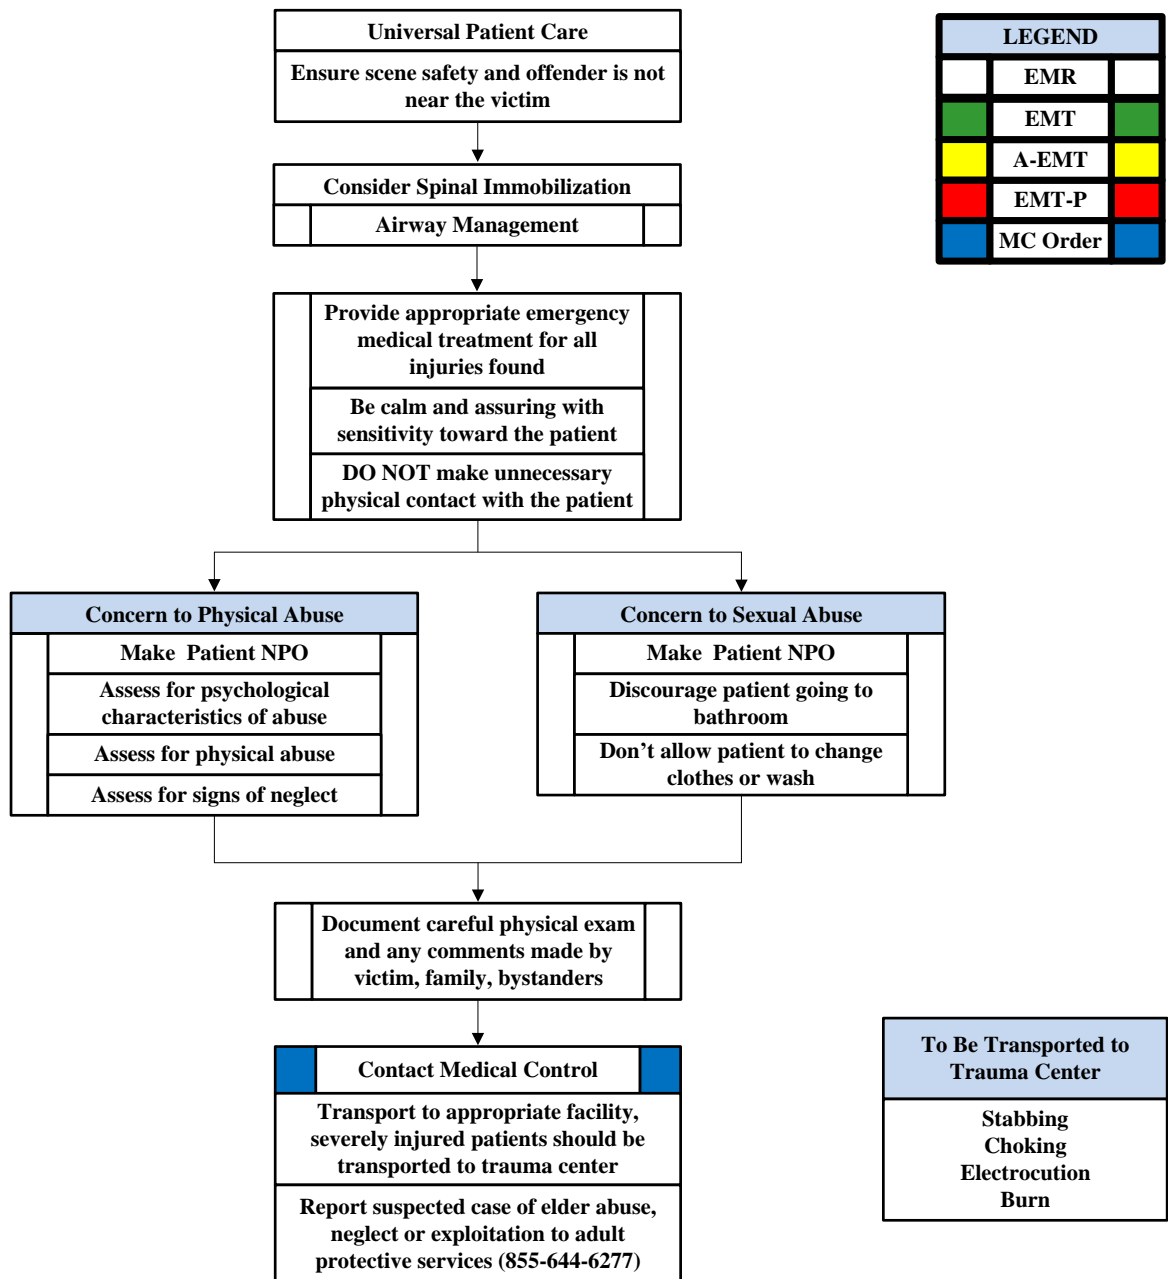 Universal Patient Care
Ensure scene safety and offender is not
near the victim
LEGEND
EMR
EMT
A-EMT
EMT-P
MC Order
Consider Spinal Immobilization
Airway Management
Provide appropriate emergency
medical treatment for all
injuries found
Be calm and assuring with
sensitivity toward the patient
DO NOT make unnecessary
physical contact with the patient
Concern to Physical Abuse
Make Patient NPO
Assess for psychological
characteristics of abuse
Assess for physical abuse
Assess for signs of neglect
Concern to Sexual Abuse
Make Patient NPO
Discourage patient going to
bathroom
Don’t allow patient to change
clothes or wash
Document careful physical exam
and any comments made by
victim, family, bystanders
Contact Medical Control
Transport to appropriate facility,
severely injured patients should be
transported to trauma center
Report suspected case of elder abuse,
neglect or exploitation to adult
protective services (855-644-6277)
To Be Transported to
Trauma Center
Stabbing
Choking
Electrocution
Burn